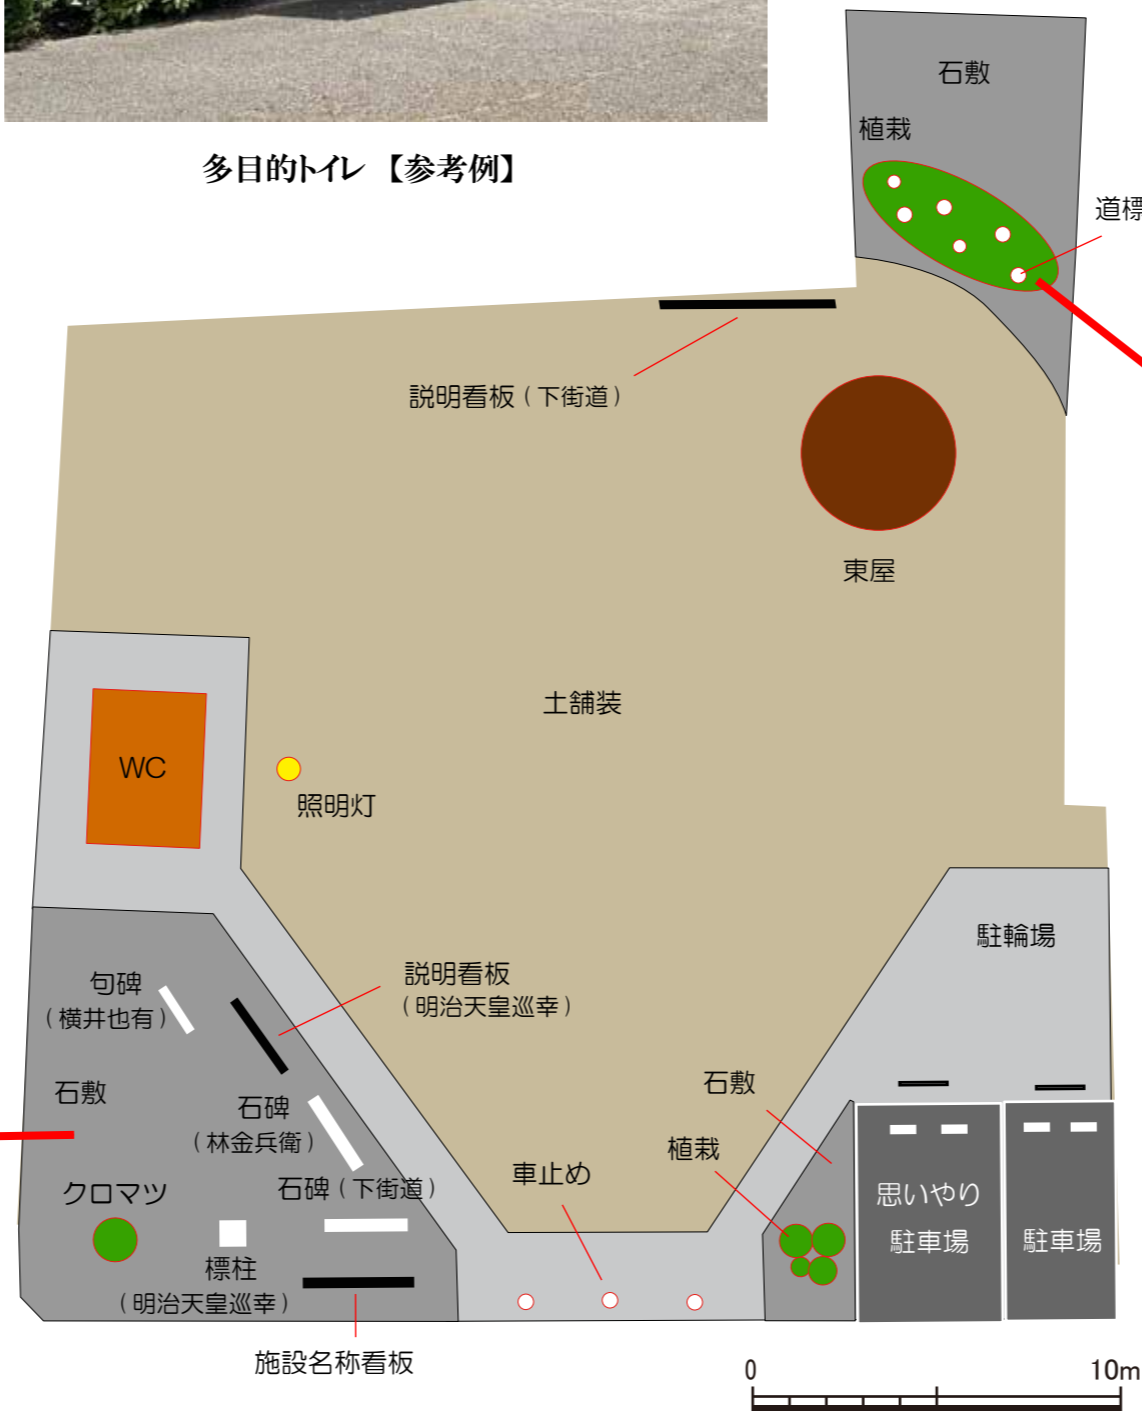 多目的トイレ 【参考例】
石敷
植栽
道標
説明看板（下街道）
東屋
土舗装
WC
照明灯
駐輪場
句碑
（横井也有）
説明看板
（明治天皇巡幸）
石敷
石碑
（林金兵衛）
石敷
植栽
クロマツ
石碑（下街道）
車止め
思いやり
駐車場
駐車場
標柱
（明治天皇巡幸）
施設名称看板
0
10m